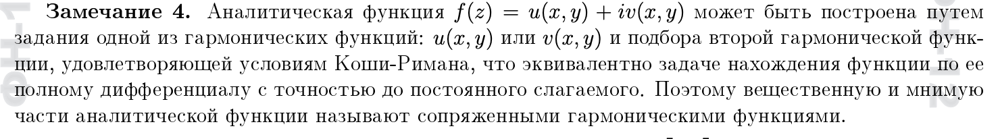 Замечание 4. Аналитическая функция f(z) = u(x, y) + iv(x, y) может быть построена путем
задания одной из гармонических функций: u(x, y) или v(x, y) и подбора второй гармонической функ-
ции, удовлетворяющей условиям Коши-Римана, что эквивалентно задаче нахождения функции по ее
полному дифференциалу с точностью до постоянного слагаемого. Поэтому вещественную и мнимую
части аналитической функции называют сопряженными гармоническими функциями.